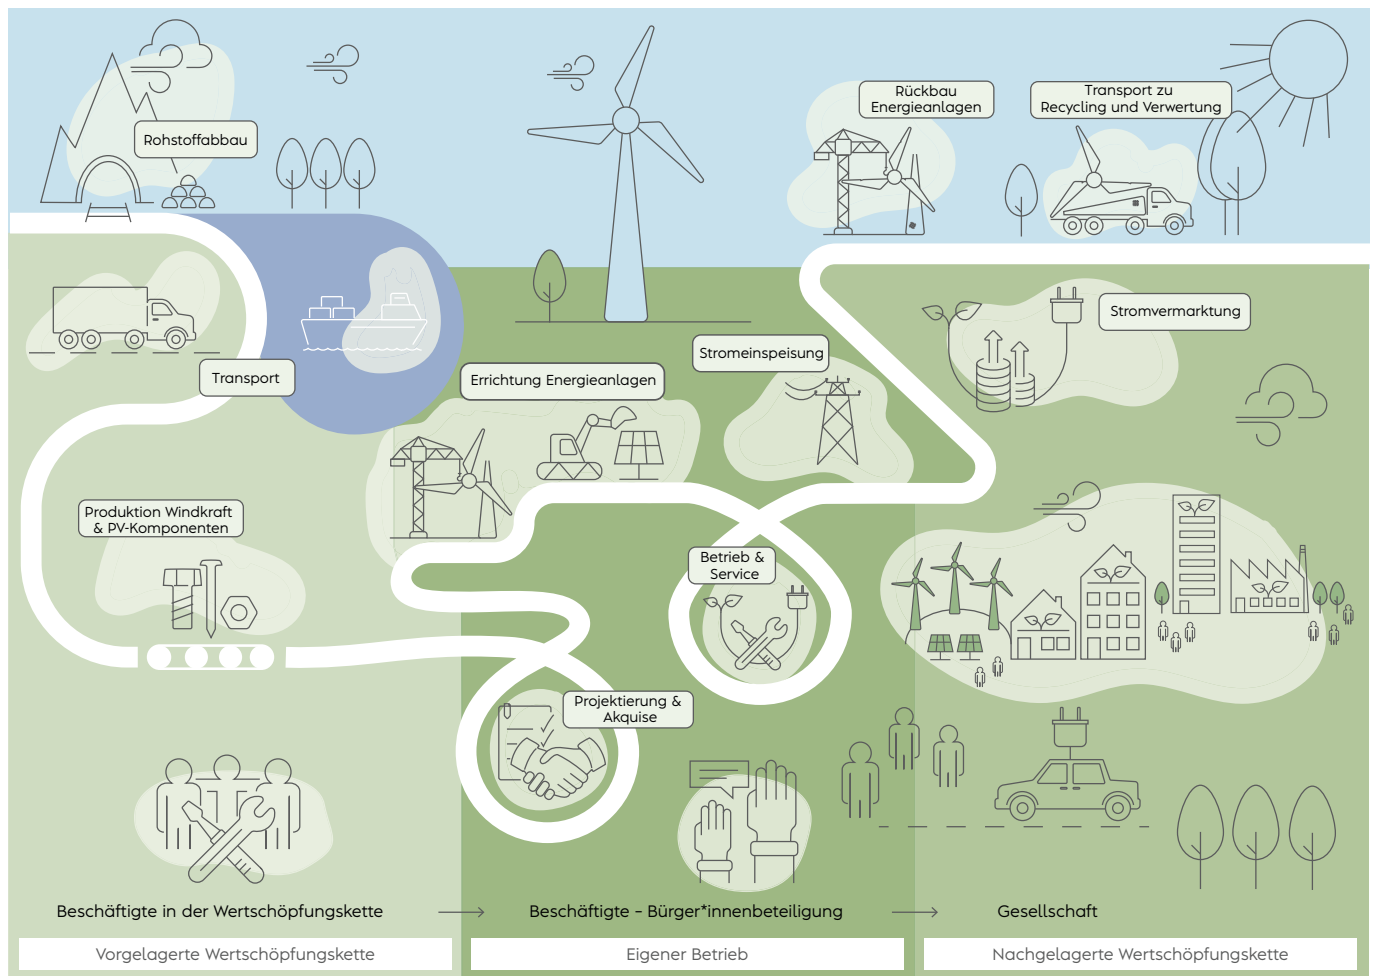 Rohstoffabbau
Rückbau
Energieanlagen
Transport zu
Recycling und Verwertung
Transport
Stromvermarktung
Stromeinspeisung
Errichtung Energieanlagen
Produktion Windkraft
& PV-Komponenten
Betrieb &
Service
Projektierung &
Akquise
Beschäftigte in der Wertschöpfungskette
Beschäftigte – Bürger*innenbeteiligung
Gesellschaft
Vorgelagerte Wertschöpfungskette
Eigener Betrieb
Nachgelagerte Wertschöpfungskette